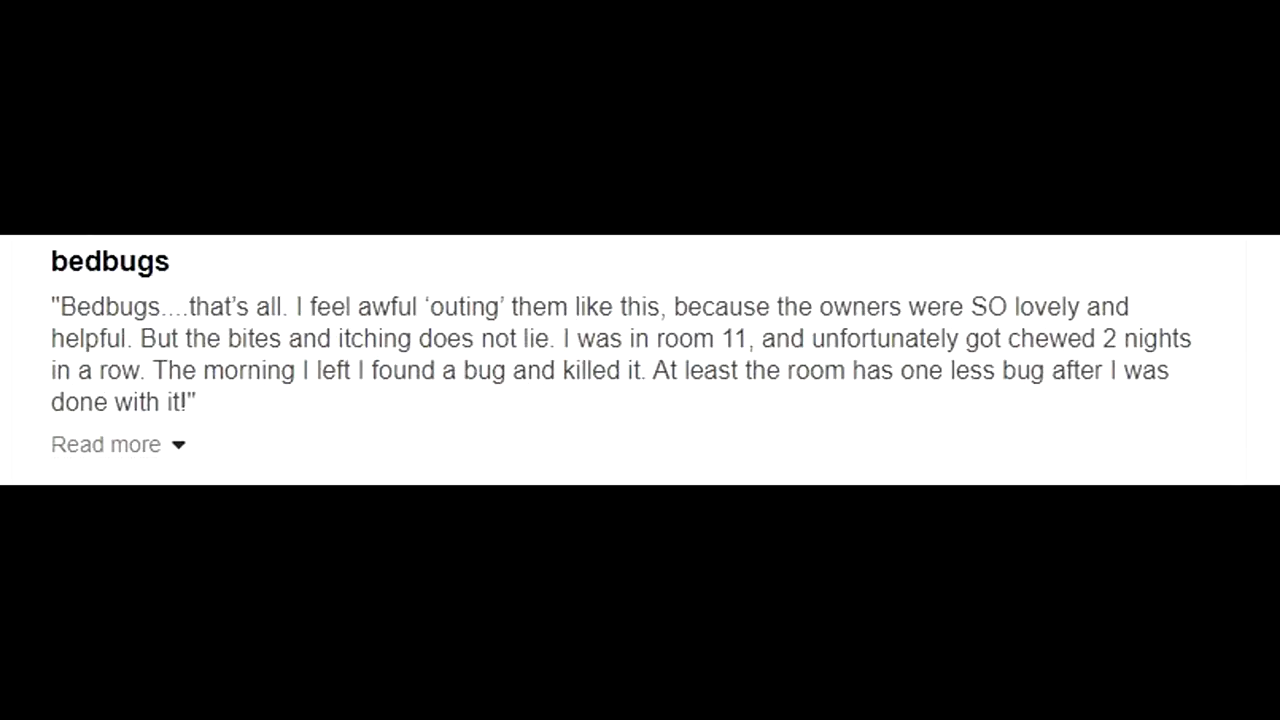 bedbugs
"Bedbugs....that’s all. I feel awful ‘outing’ them like this, because the owners were SO lovely and
helpful. But the bites and itching does not lie. I was in room 11, and unfortunately got chewed 2 nights
in a row. The morning I left I found a bug and killed it. At least the room has one less bug after I was
done with it!"
Read more